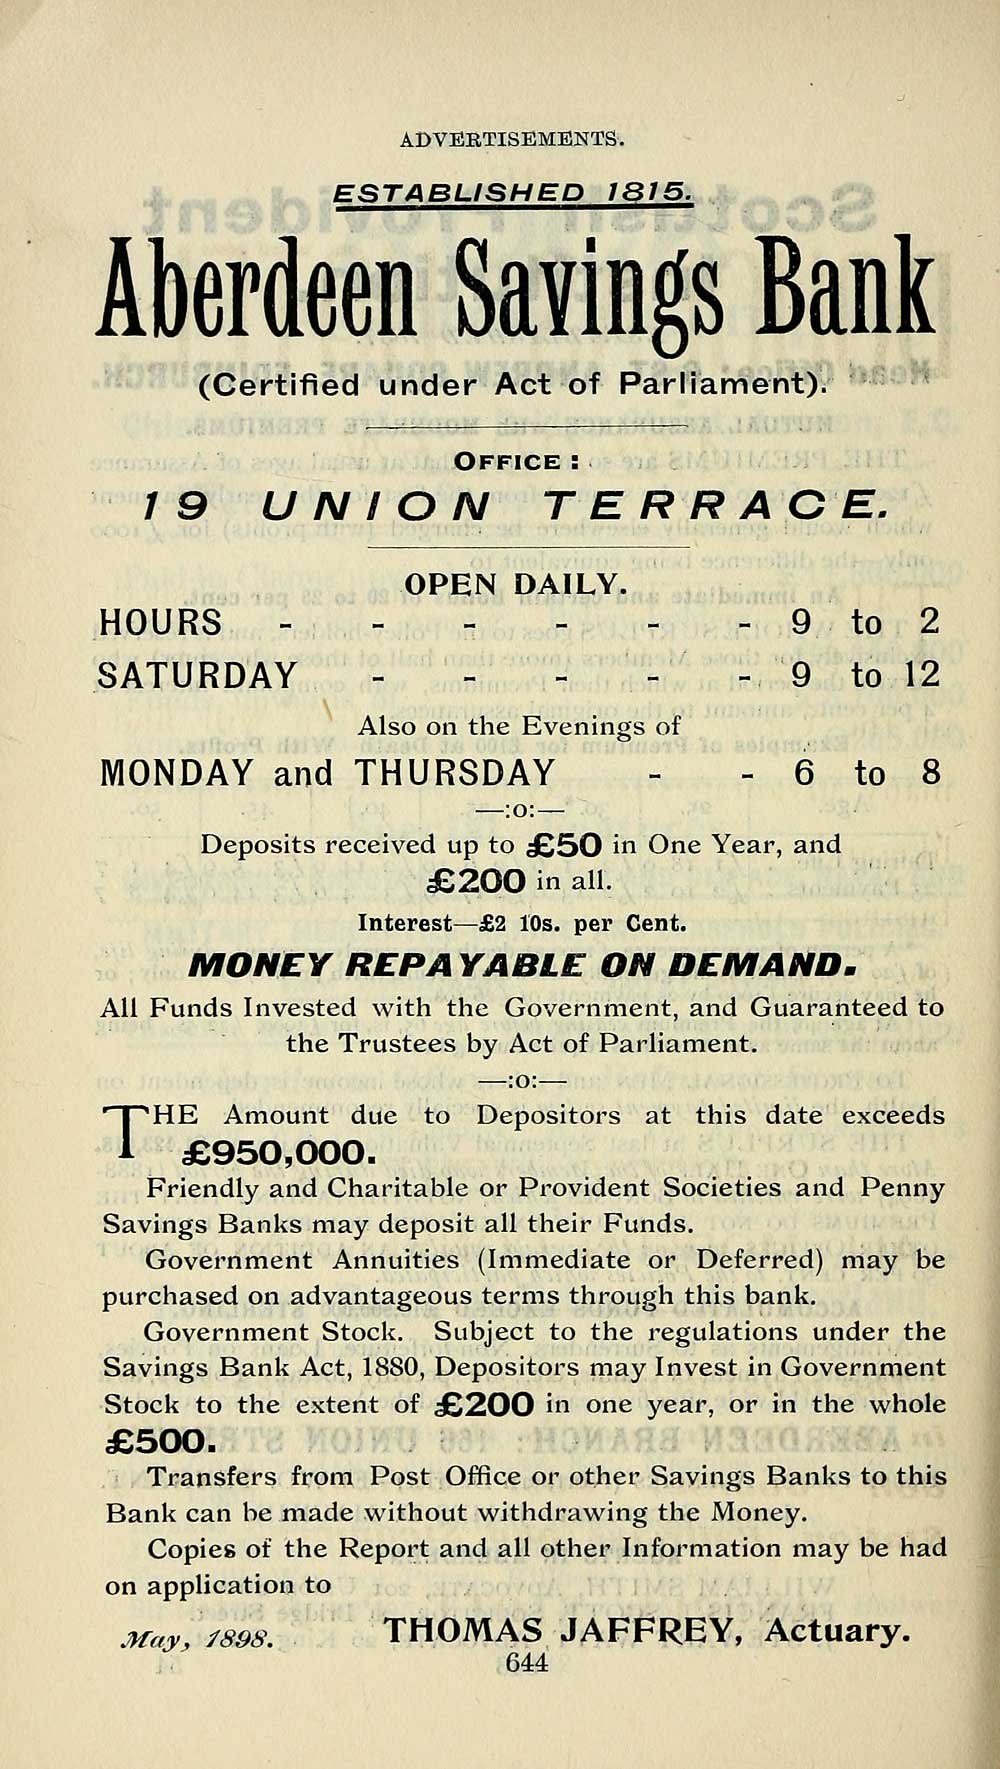 ADVERTISEMENTS.
ESTABLISHED 1815.
Aberdeen Savings Bank
(Certified under Act of Parliament).
OFFICE:
19 UNION TERRACE.
OPEN DAILY.
HOURS - - - - - - 9 to 2
SATURDAY - - - - - 9 to 12
Also on the Evenings of
MONDAY and THURSDAY - - 6 to 8
—:o:—
Deposits received up to £50 in One Year, and
£200 in all.
Interest—£2 10s. per Cent.
MONEY REPAYABLE ON DEMAND.
All Funds Invested with the Government, and Guaranteed to
the Trustees by Act of Parliament.
—:o:—
THE Amount due to Depositors at this date exceeds
£950,000.
Friendly and Charitable or Provident Societies and Penny
Savings Banks may deposit all their Funds.
Government Annuities (Immediate or Deferred) may be
purchased on advantageous terms through this bank.
Government Stock. Subject to the regulations under the
Savings Bank Act, 1880, Depositors may Invest in Government
Stock to the extent of £200 in one year, or in the whole
£500.
Transfers from Post Office or other Savings Banks to this
Bank can be made without withdrawing the Money.
Copies of the Report and all other Information may be had
on application to
May, 1898. THOMAS JAFFREY, Actuary.
644